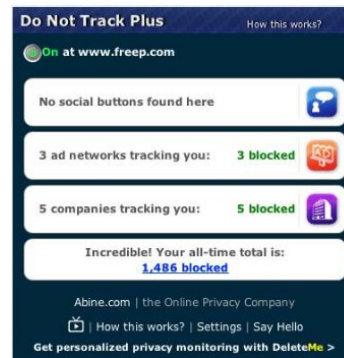 Do Not Track Plus How this works?
On at www.freep.com
No social buttons found here
3 ad networks tracking you: 3 blocked
AD
5 companies tracking you: 5 blocked
Incredible! Your all-time total is:
1,486 blocked
Abine.com | the Online Privacy Company
| How this works? | Settings | Say Hello
Get personalized privacy monitoring with DeleteMe >